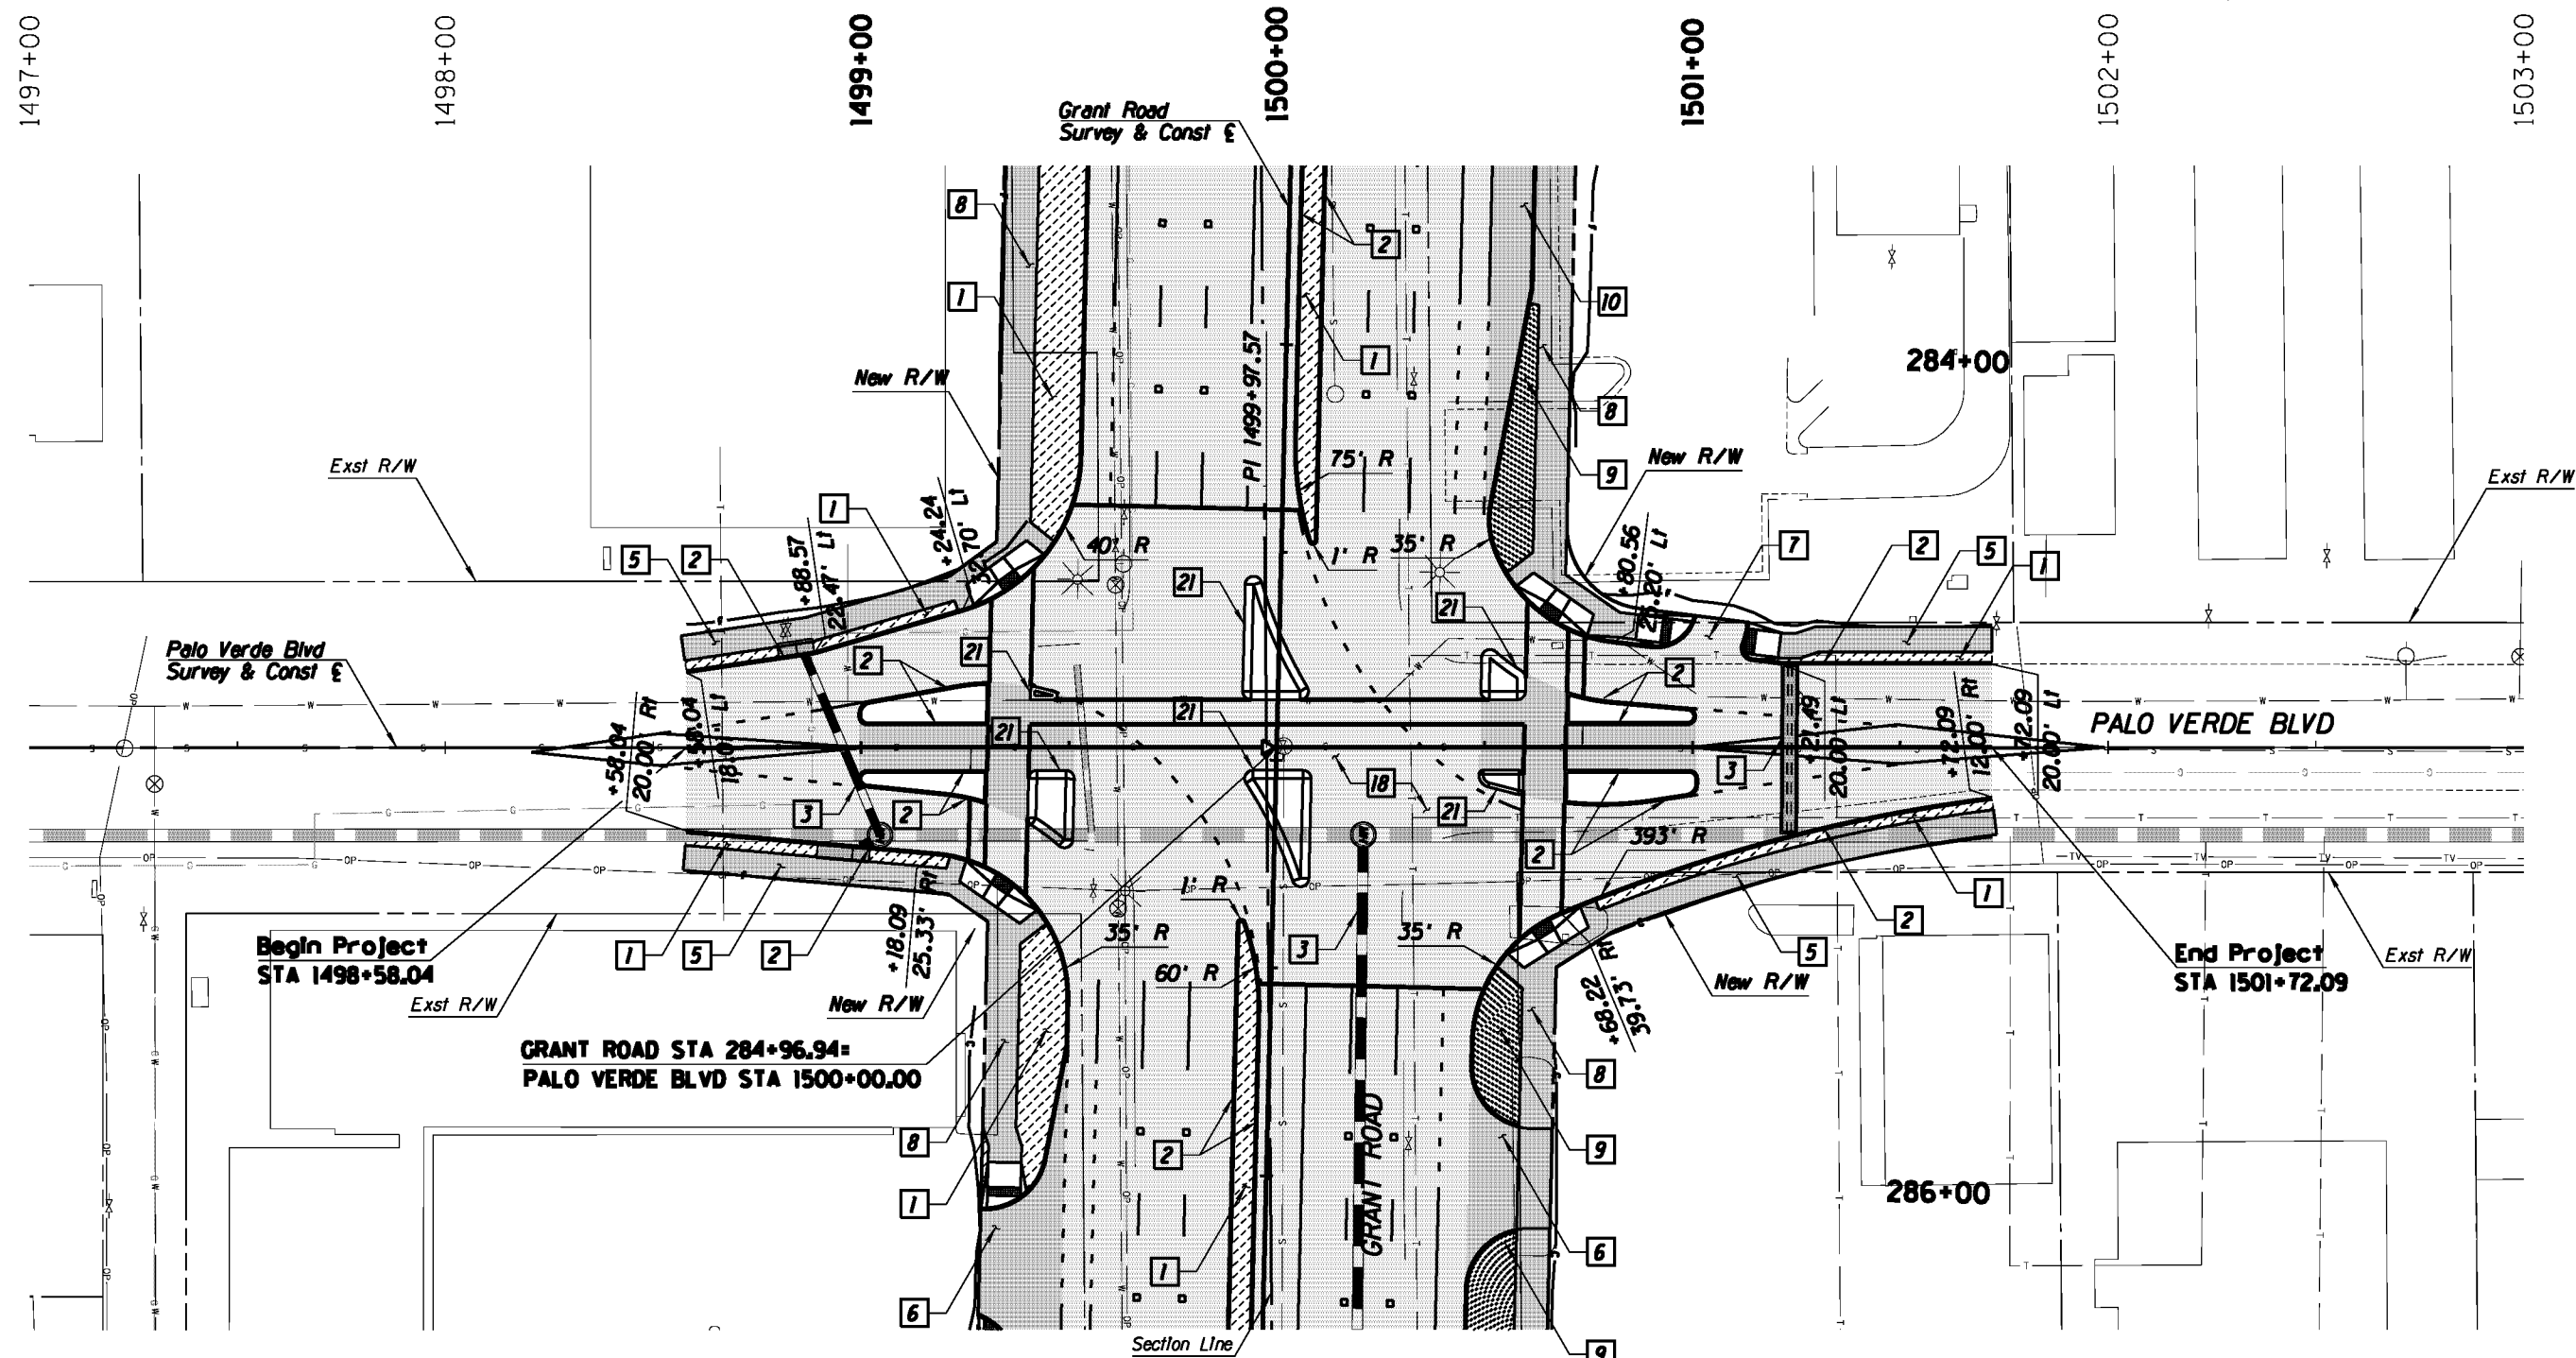 1497+00
1498+00
1499+00
1500+00
1501+00
1502+00
1503+00
Grant Road
Survey & Const ℄
8
2
1
10
PI 1499+97.57
1
284+00
New R/W
8
Exst R/W
75' R
9
New R/W
Exst R/W
1
+24.24
Lt
+88.57
22.47' Lt
40' R
1' R
35' R
+80.56
25.20' Lt
7
2
5
1
5
2
21
21
Palo Verde Blvd
Survey & Const ℄
2
21
2
21
21
+58.04
20.00' Rt
+58.04
18.01' Lt
3
2
18
21
3
+21.49
20.00' Lt
+72.09
12.00' Rt
+72.09
20.00' Lt
PALO VERDE BLVD
2
393' R
1' R
1
2
Begin Project
STA 1498+58.04
1
5
2
+18.09
25.33' Rt
35' R
3
35' R
5
End Project
STA 1501+72.09
Exst R/W
60' R
+68.22
39.73' Rt
New R/W
Exst R/W
New R/W
GRANT ROAD STA 284+96.94=
PALO VERDE BLVD STA 1500+00.00
8
8
2
GRANT ROAD
9
1
286+00
6
1
6
Section Line
9